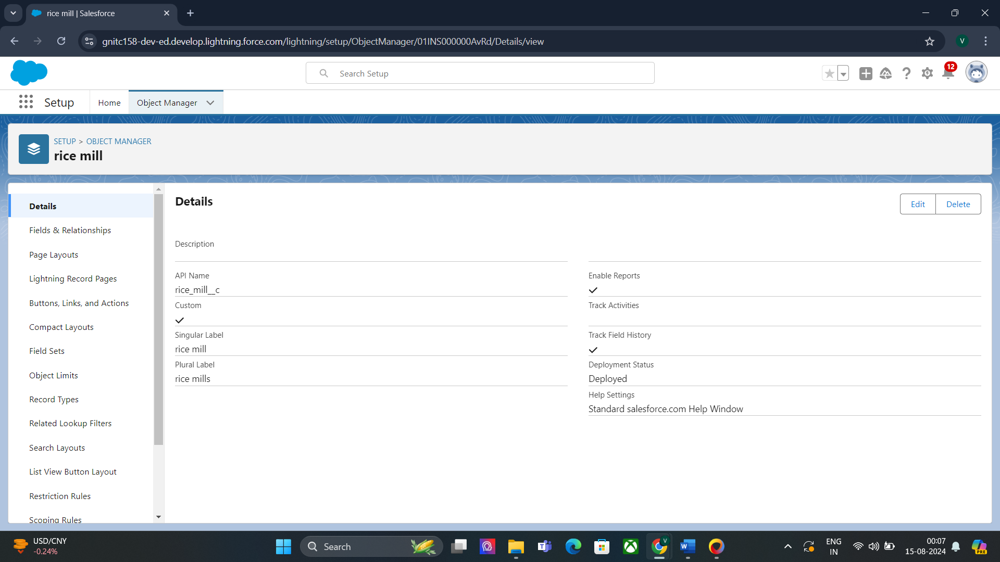 rice mill | Salesforce
gnitc158-dev-ed.develop.lightning.force.com/lightning/setup/ObjectManager/01INS000000AvRd/Details/view
V
Search Setup
12
Setup
Home
Object Manager
SETUP > OBJECT MANAGER
rice mill
Details
Fields & Relationships
Page Layouts
Lightning Record Pages
Buttons, Links, and Actions
Compact Layouts
Field Sets
Object Limits
Record Types
Related Lookup Filters
Search Layouts
List View Button Layout
Restriction Rules
Scoping Rules
Details
Edit
Delete
Description
API Name
rice_mill__c
Custom
Singular Label
rice mill
Plural Label
rice mills
Enable Reports
Track Activities
Track Field History
Deployment Status
Deployed
Help Settings
Standard salesforce.com Help Window
USD/CNY
-0.24%
Search
V
ENG
IN
00:07
15-08-2024
PRE